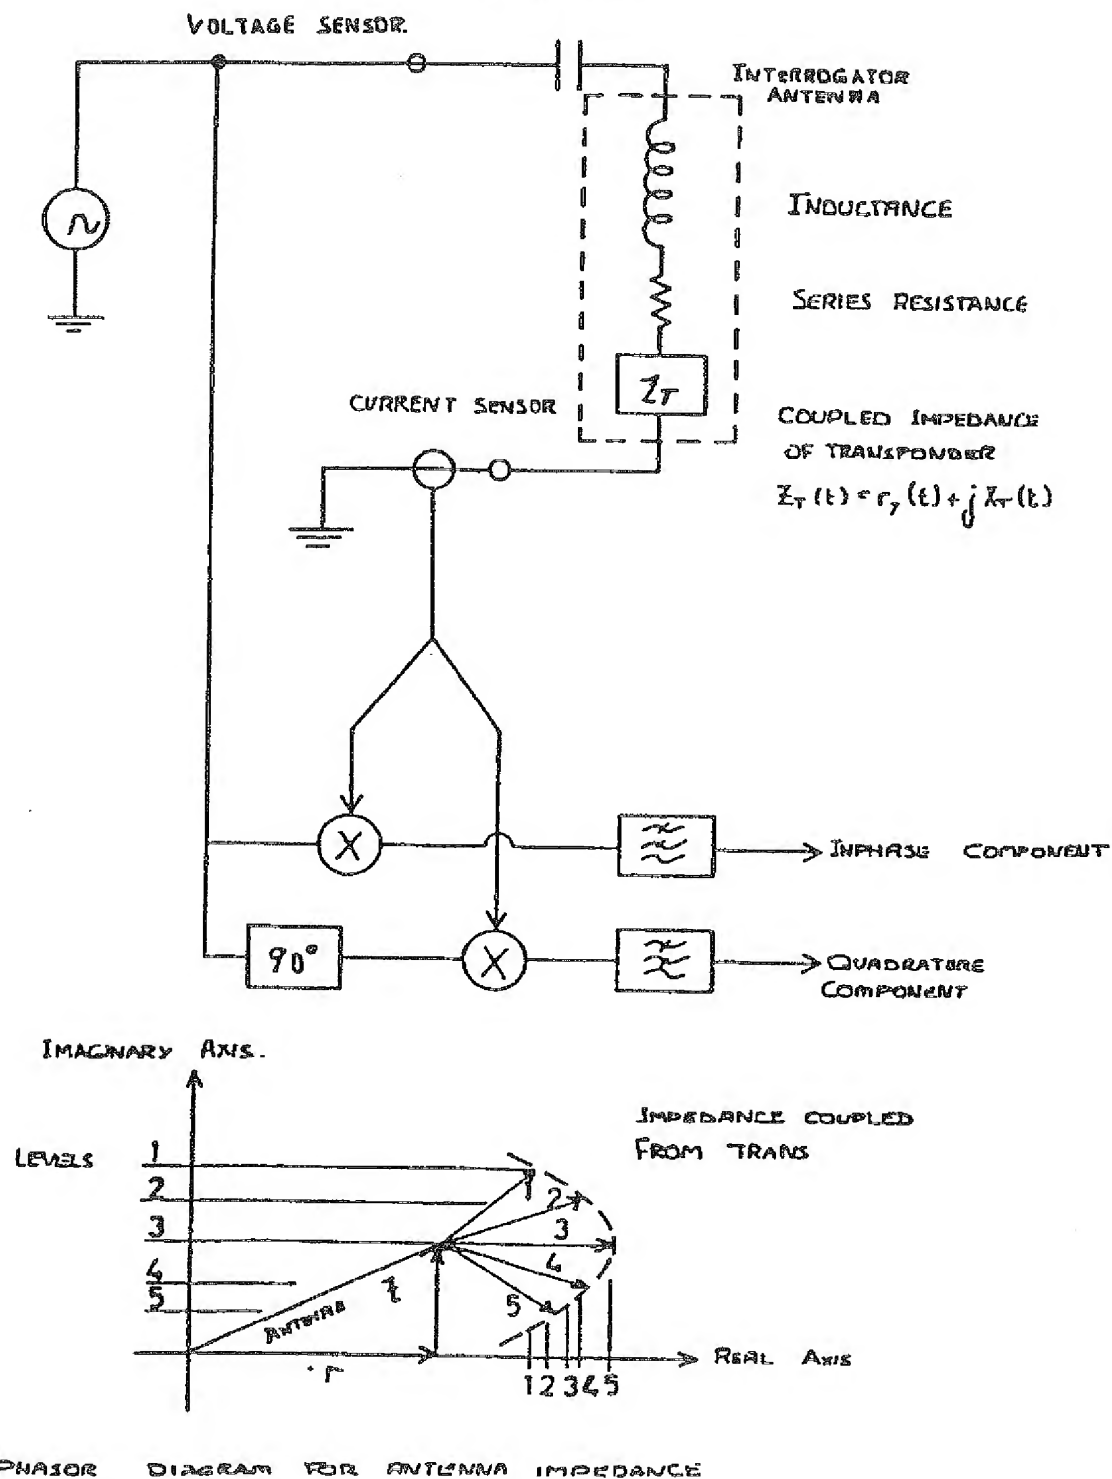 VOLTAGE SENSOR.
INTERROGATOR
ANTENNA
INDUCTANCE
SERIES RESISTANCE
Z_T
CURRENT SENSOR
COUPLED IMPEDANCE
OF TRANSPONDER
Z_T (t) = r_T (t) + j X_T (t)
X
INPHASE COMPONENT
90°
X
QUADRATURE
COMPONENT
IMAGINARY AXIS.
IMPEDANCE COUPLED
FROM TRANS
LEVELS
1
2
3
4
5
1
2
3
4
5
Z
ANTENNA
r
REAL AXIS
1 2 3 4 5
PHASOR DIAGRAM FOR ANTENNA IMPEDANCE